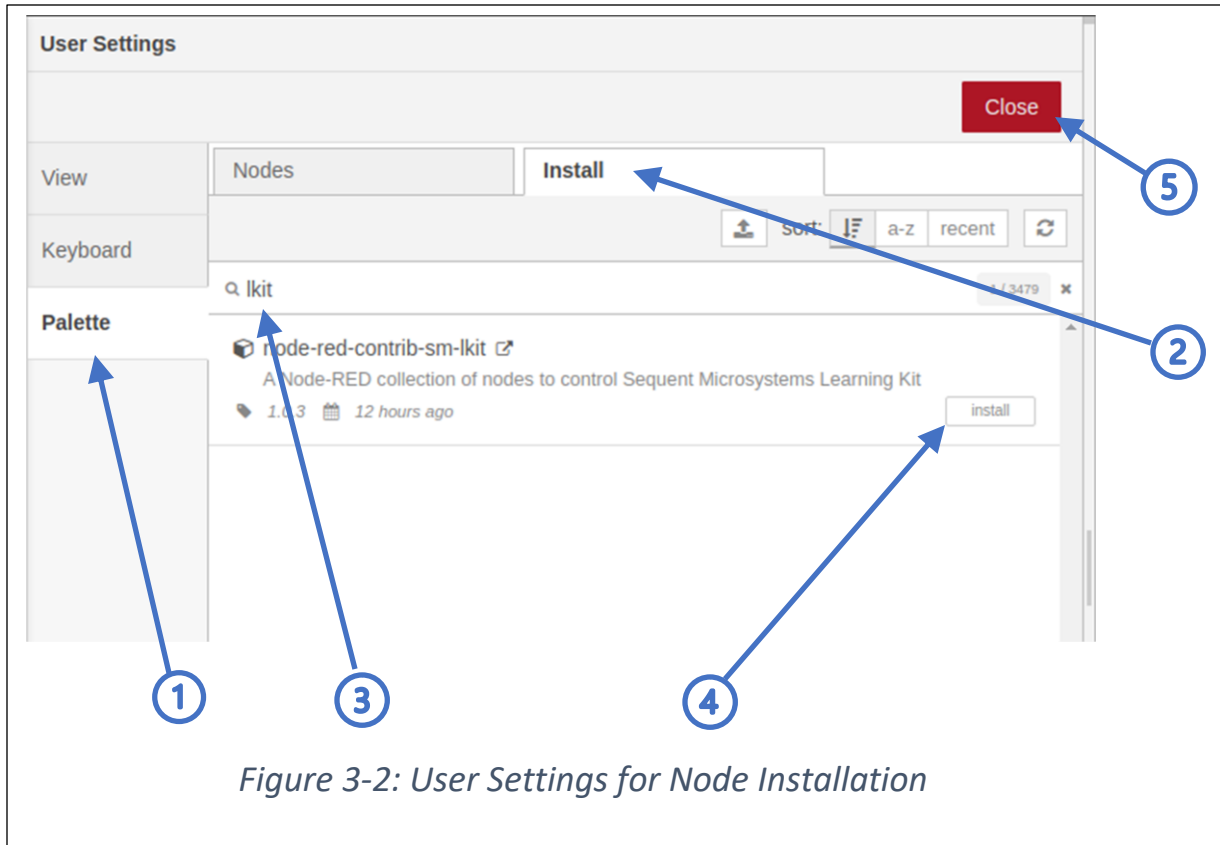 User Settings
Close
View
Nodes
Install
5
sort:
a-z
recent
Keyboard
lkit
1 / 3479
Palette
node-red-contrib-sm-lkit
2
A Node-RED collection of nodes to control Sequent Microsystems Learning Kit
1.0.3
12 hours ago
install
1
3
4
Figure 3-2: User Settings for Node Installation